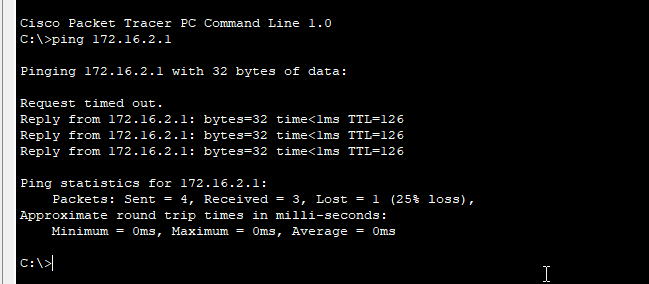 Cisco Packet Tracer PC Command Line 1.0
C:\>ping 172.16.2.1
Pinging 172.16.2.1 with 32 bytes of data:
Request timed out.
Reply from 172.16.2.1: bytes=32 time<1ms TTL=126
Reply from 172.16.2.1: bytes=32 time<1ms TTL=126
Reply from 172.16.2.1: bytes=32 time<1ms TTL=126
Ping statistics for 172.16.2.1:
    Packets: Sent = 4, Received = 3, Lost = 1 (25% loss),
Approximate round trip times in milli-seconds:
    Minimum = 0ms, Maximum = 0ms, Average = 0ms
C:\>